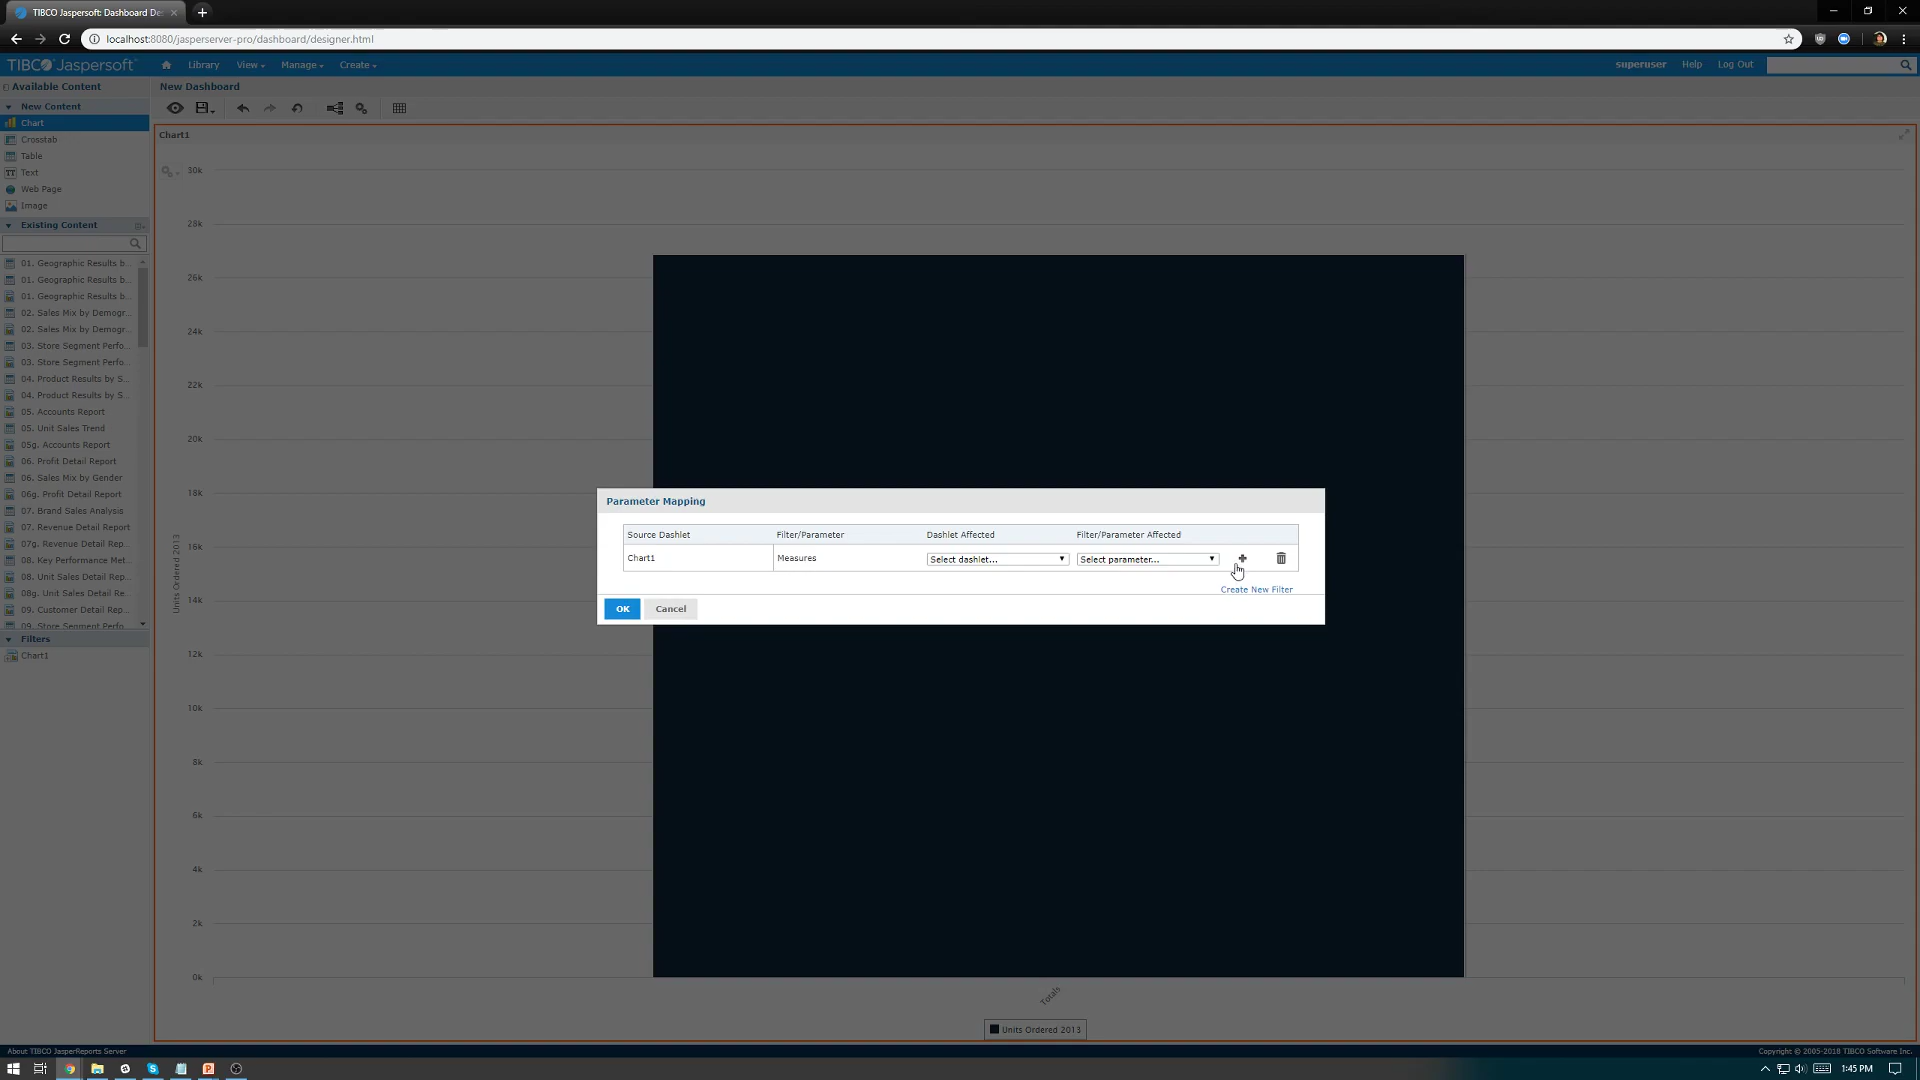 TIBCO Jaspersoft: Dashboard De
localhost:8080/jasperserver-pro/dashboard/designer.html
TIBCO Jaspersoft
Library
View
Manage
Create
superuser
Help
Log Out
Available Content
New Dashboard
New Content
Chart
Crosstab
Table
Text
Web Page
Image
Existing Content
01. Geographic Results b...
01. Geographic Results b...
01. Geographic Results b...
02. Sales Mix by Demogr...
02. Sales Mix by Demogr...
03. Store Segment Perfo...
03. Store Segment Perfo...
04. Product Results by S...
04. Product Results by S...
05. Accounts Report
05. Unit Sales Trend
05g. Accounts Report
06. Profit Detail Report
06. Sales Mix by Gender
06g. Profit Detail Report
07. Brand Sales Analysis
07. Revenue Detail Report
07g. Revenue Detail Rep...
08. Key Performance Met...
08. Unit Sales Detail Rep...
08g. Unit Sales Detail Re...
09. Customer Detail Rep...
09. Store Segment Perfo...
Filters
Chart1
Chart1
30k
28k
26k
24k
22k
20k
18k
16k
14k
12k
10k
8k
6k
4k
2k
0k
Units Ordered 2013
Totals
Units Ordered 2013
Parameter Mapping
Source Dashlet
Filter/Parameter
Dashlet Affected
Filter/Parameter Affected
Chart1
Measures
Select dashlet...
Select parameter...
Create New Filter
OK
Cancel
About TIBCO JasperReports Server
Copyright © 2005-2018 TIBCO Software Inc.
1:45 PM